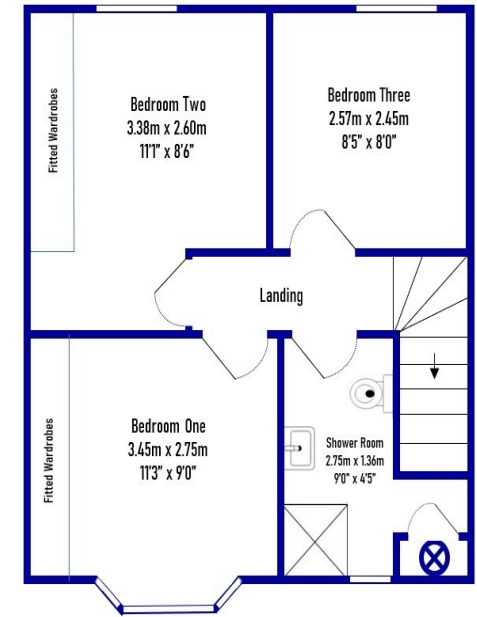 Fitted Wardrobes
Bedroom Two
3.38m x 2.60m
11'1" x 8'6"
Bedroom Three
2.57m x 2.45m
8'5" x 8'0"
Landing
Fitted Wardrobes
Bedroom One
3.45m x 2.75m
11'3" x 9'0"
Shower Room
2.75m x 1.36m
9'0" x 4'5"